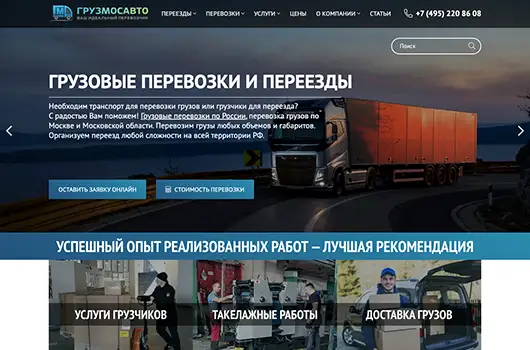 ГРУЗМОСАВТО
ВАШ ИДЕАЛЬНЫЙ ПЕРЕВОЗЧИК
ПЕРЕЕЗДЫ ПЕРЕВОЗКИ УСЛУГИ ЦЕНЫ О КОМПАНИИ СТАТЬИ +7 (495) 220 86 08
Поиск
ГРУЗОВЫЕ ПЕРЕВОЗКИ И ПЕРЕЕЗДЫ
Необходим транспорт для перевозки грузов или грузчики для переезда?
С радостью Вам поможем! Грузовые перевозки по России, перевозка грузов по
Москве и Московской области. Перевозим грузы любых объемов и габаритов.
Организуем переезд любой сложности на всей территории РФ.
ОСТАВИТЬ ЗАЯВКУ ОНЛАЙН СТОИМОСТЬ ПЕРЕВОЗКИ
УСПЕШНЫЙ ОПЫТ РЕАЛИЗОВАННЫХ РАБОТ — ЛУЧШАЯ РЕКОМЕНДАЦИЯ
УСЛУГИ ГРУЗЧИКОВ ТАКЕЛАЖНЫЕ РАБОТЫ ДОСТАВКА ГРУЗОВ